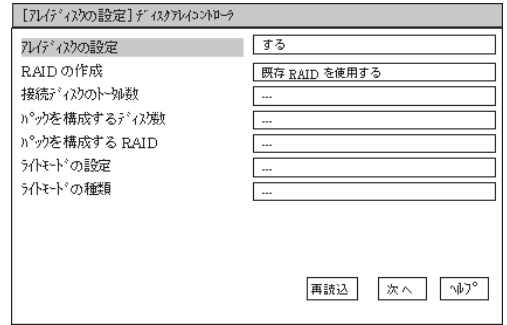 [ｱﾚｲﾃﾞｨｽｸの設定]ﾃﾞｨｽｸｱﾚｲｺﾝﾄﾛｰﾗ
ｱﾚｲﾃﾞｨｽｸの設定 する
RAIDの作成 既存 RAID を使用する
接続ﾃﾞｨｽｸのﾄｰﾀﾙ数 ...
ﾊﾟｯｸを構成するﾃﾞｨｽｸ数 ...
ﾊﾟｯｸを構成する RAID ...
ﾗｲﾄﾓｰﾄﾞの設定 ...
ﾗｲﾄﾓｰﾄﾞの種類 ...
再読込 次へ ﾍﾙﾌﾟ